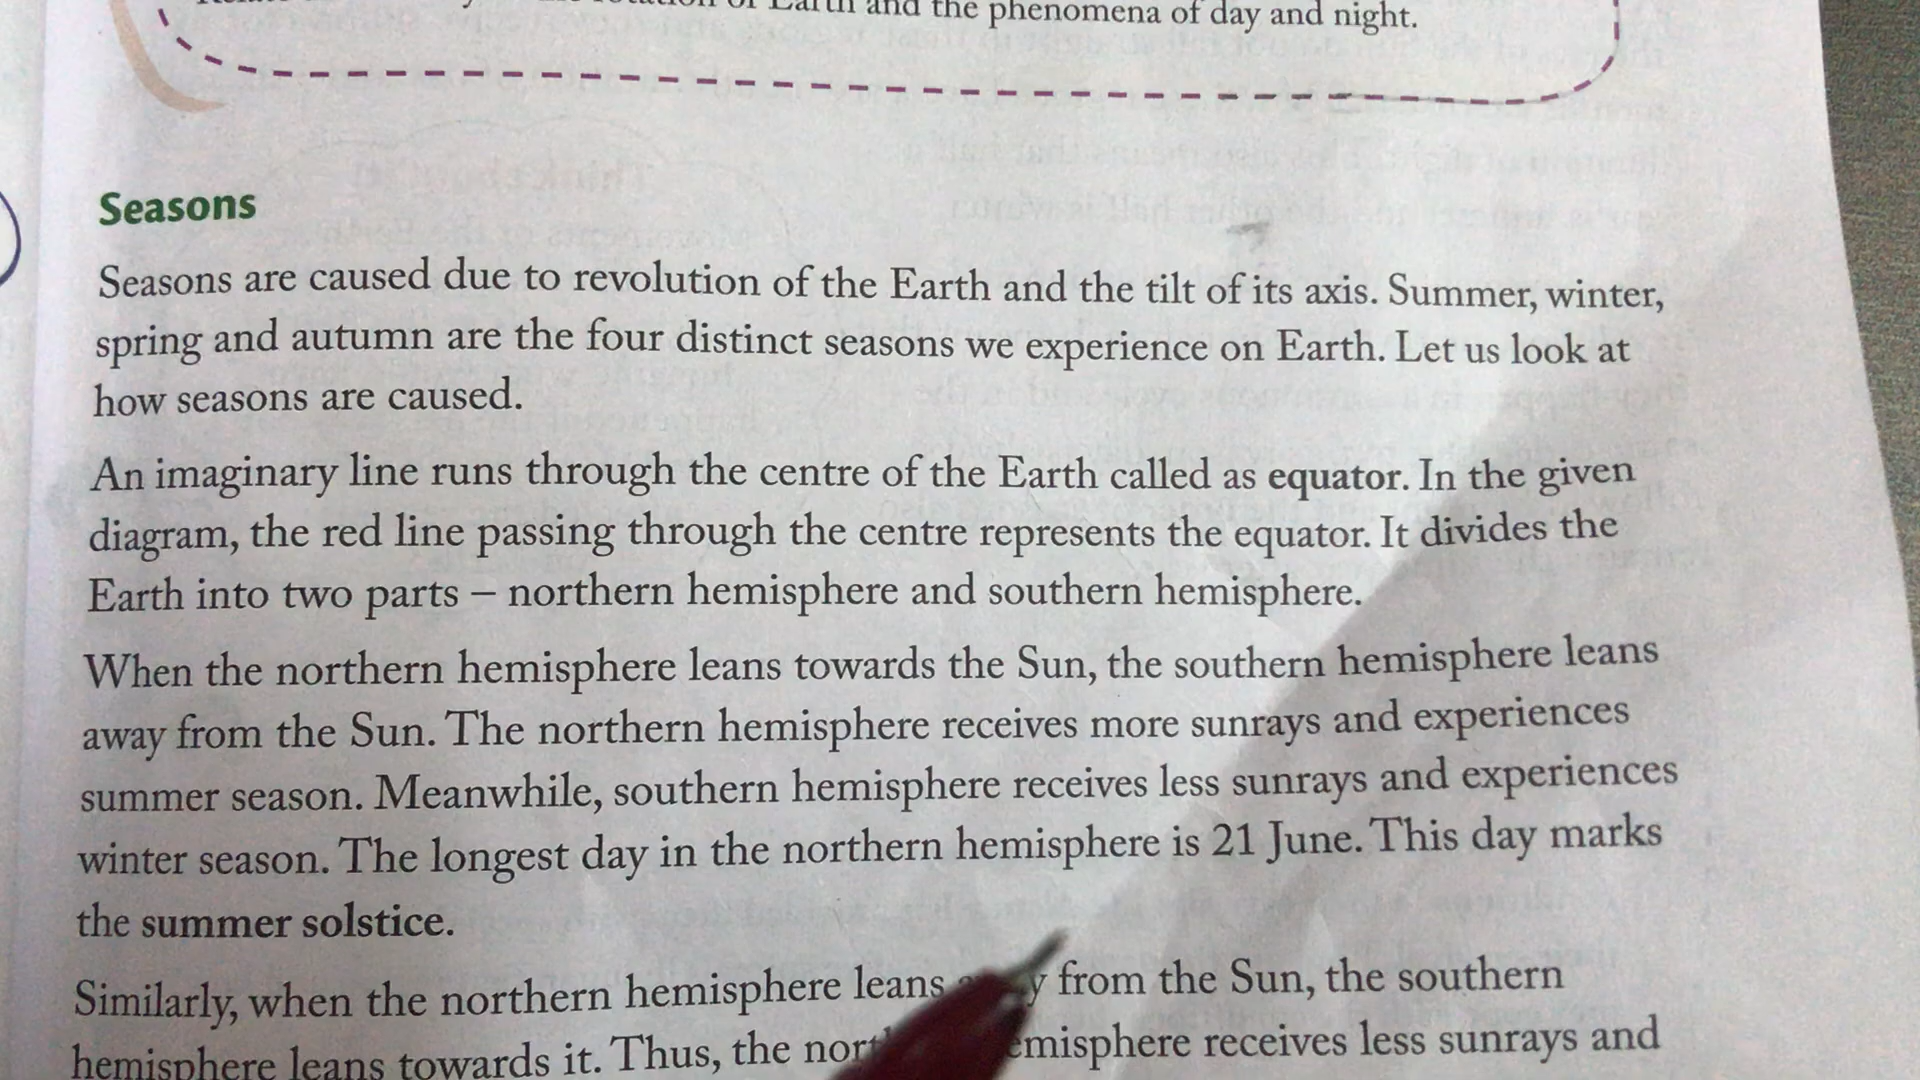 of Earth and the phenomena of day and night.
Seasons
Seasons are caused due to revolution of the Earth and the tilt of its axis. Summer, winter,
spring and autumn are the four distinct seasons we experience on Earth. Let us look at
how seasons are caused.
An imaginary line runs through the centre of the Earth called as equator. In the given
diagram, the red line passing through the centre represents the equator. It divides the
Earth into two parts – northern hemisphere and southern hemisphere.
When the northern hemisphere leans towards the Sun, the southern hemisphere leans
away from the Sun. The northern hemisphere receives more sunrays and experiences
summer season. Meanwhile, southern hemisphere receives less sunrays and experiences
winter season. The longest day in the northern hemisphere is 21 June. This day marks
the summer solstice.
Similarly, when the northern hemisphere leans from the Sun, the southern
hemisphere leans towards it. Thus, the receives less sunrays and